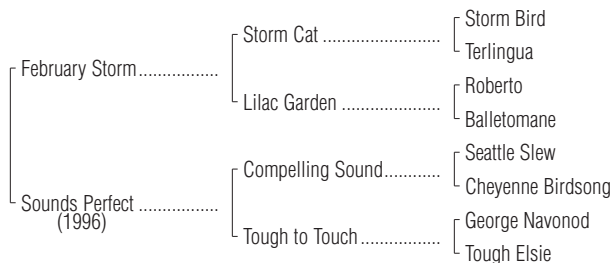 Storm Bird
Storm Cat ..........................
Terlingua
February Storm.................
Roberto
Lilac Garden ......................
Balletomane
Seattle Slew
Compelling Sound............
Cheyenne Birdsong
Sounds Perfect .................
(1996)
George Navonod
Tough to Touch..................
Tough Elsie